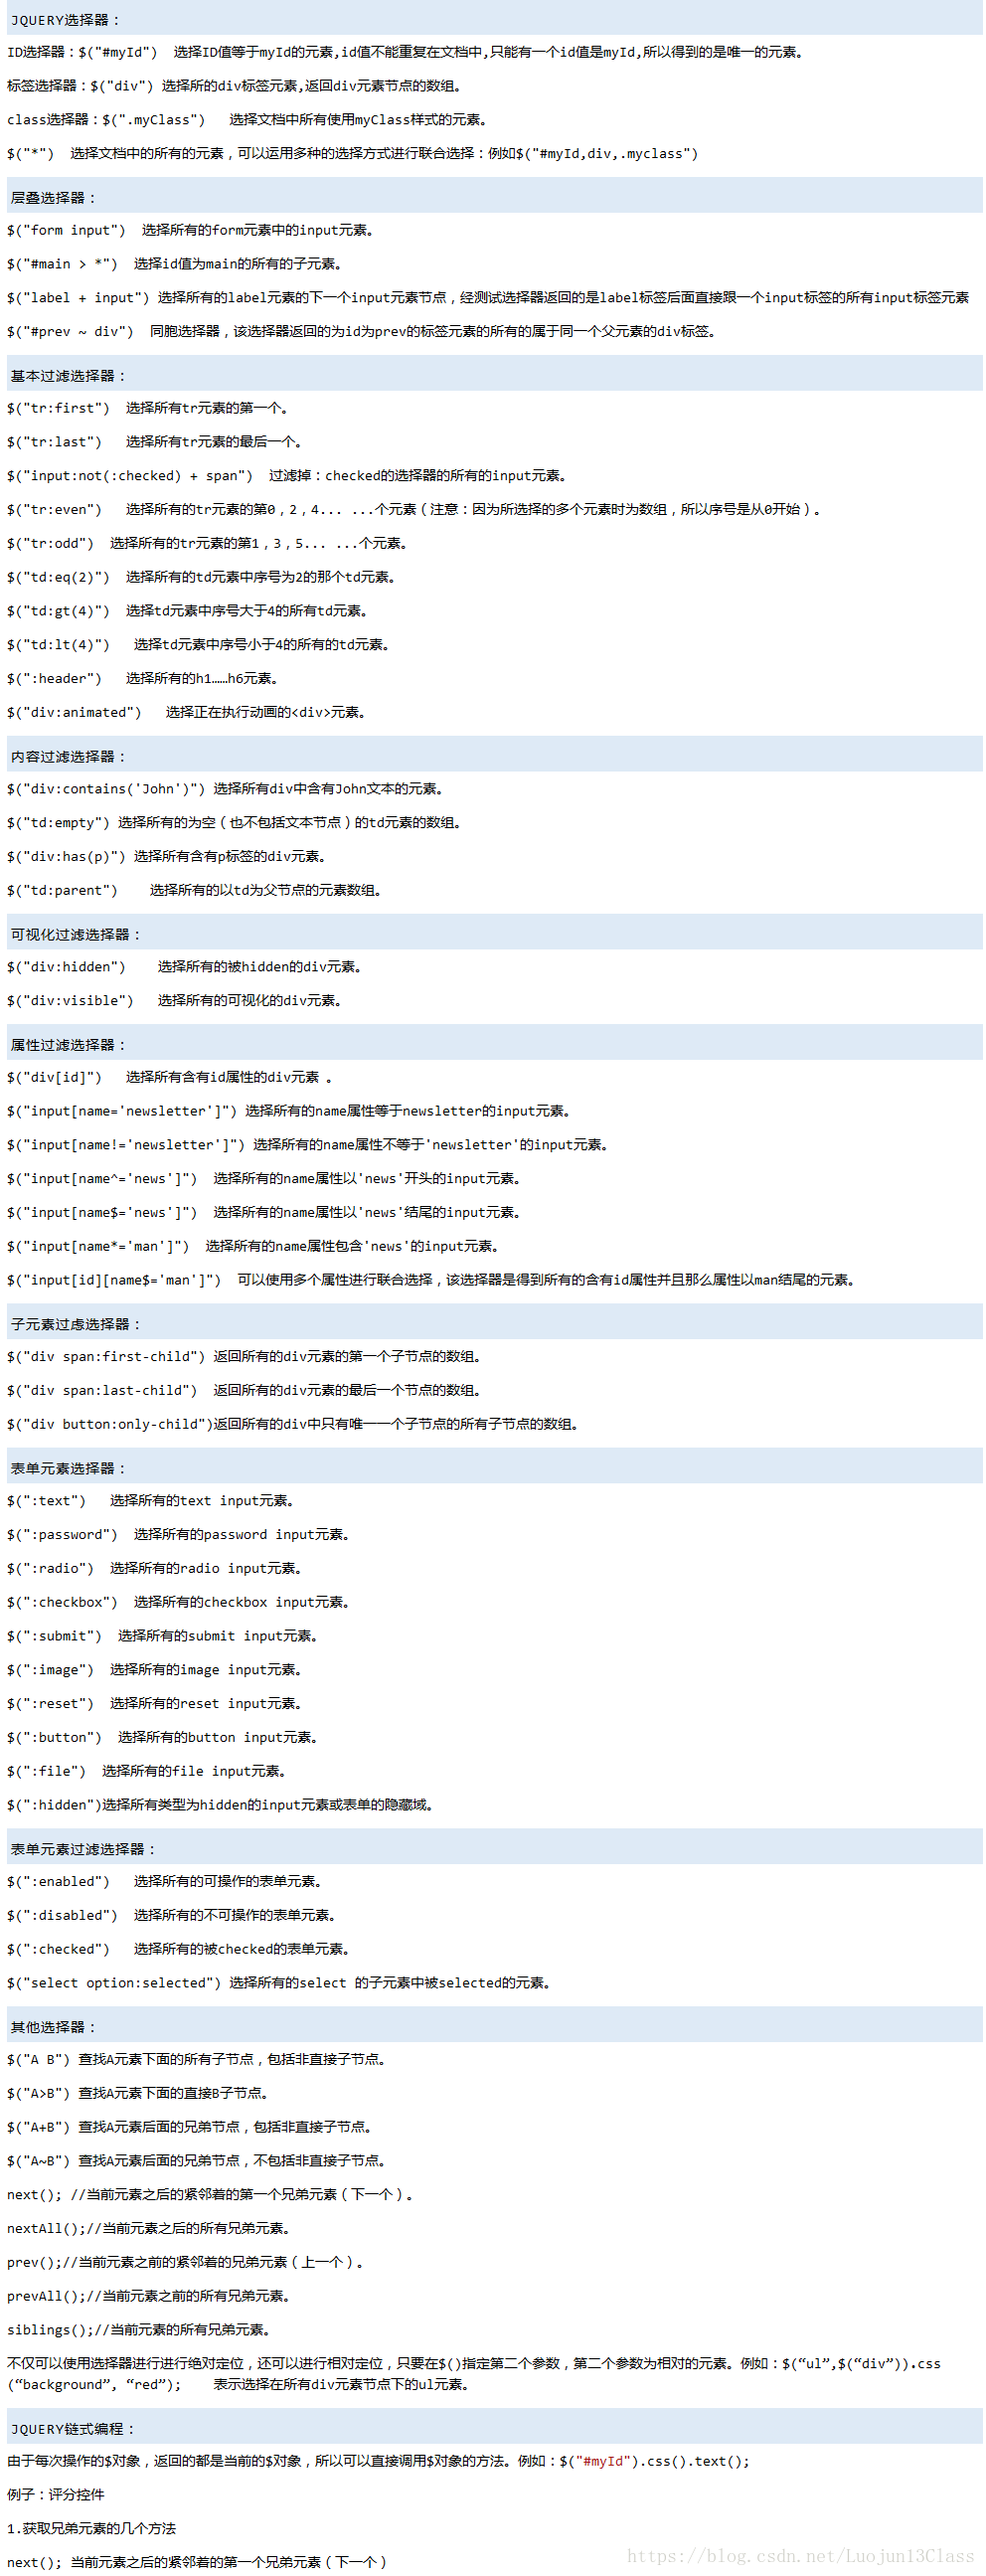 JQUERY选择器：
ID选择器：$("#myId")  选择ID值等于myId的元素,id值不能重复在文档中,只能有一个id值是myId,所以得到的是唯一的元素。
标签选择器：$("div") 选择所的div标签元素,返回div元素节点的数组。
class选择器：$(".myClass")   选择文档中所有使用myClass样式的元素。
$("*")  选择文档中的所有的元素，可以运用多种的选择方式进行联合选择：例如$("#myId,div,.myclass")
层叠选择器：
$("form input")  选择所有的form元素中的input元素。
$("#main > *")  选择id值为main的所有的子元素。
$("label + input") 选择所有的label元素的下一个input元素节点，经测试选择器返回的是label标签后面直接跟一个input标签的所有input标签元素
$("#prev ~ div")  同胞选择器，该选择器返回的为id为prev的标签元素的所有的属于同一个父元素的div标签。
基本过滤选择器：
$("tr:first")  选择所有tr元素的第一个。
$("tr:last")   选择所有tr元素的最后一个。
$("input:not(:checked) + span")  过滤掉：checked的选择器的所有的input元素。
$("tr:even")   选择所有的tr元素的第0，2，4... ...个元素（注意：因为所选择的多个元素时为数组，所以序号是从0开始）。
$("tr:odd")  选择所有的tr元素的第1，3，5... ...个元素。
$("td:eq(2)")  选择所有的td元素中序号为2的那个td元素。
$("td:gt(4)")  选择td元素中序号大于4的所有td元素。
$("td:lt(4)")   选择td元素中序号小于4的所有的td元素。
$(":header")   选择所有的h1……h6元素。
$("div:animated")   选择正在执行动画的<div>元素。
内容过滤选择器：
$("div:contains('John')") 选择所有div中含有John文本的元素。
$("td:empty") 选择所有的为空（也不包括文本节点）的td元素的数组。
$("div:has(p)") 选择所有含有p标签的div元素。
$("td:parent")    选择所有的以td为父节点的元素数组。
可视化过滤选择器：
$("div:hidden")    选择所有的被hidden的div元素。
$("div:visible")   选择所有的可视化的div元素。
属性过滤选择器：
$("div[id]")   选择所有含有id属性的div元素 。
$("input[name='newsletter']") 选择所有的name属性等于newsletter的input元素。
$("input[name!='newsletter']") 选择所有的name属性不等于'newsletter'的input元素。
$("input[name^='news']")  选择所有的name属性以'news'开头的input元素。
$("input[name$='news']")  选择所有的name属性以'news'结尾的input元素。
$("input[name*='man']")  选择所有的name属性包含'news'的input元素。
$("input[id][name$='man']")  可以使用多个属性进行联合选择，该选择器是得到所有的含有id属性并且那么属性以man结尾的元素。
子元素过虑选择器：
$("div span:first-child") 返回所有的div元素的第一个子节点的数组。
$("div span:last-child")  返回所有的div元素的最后一个节点的数组。
$("div button:only-child")返回所有的div中只有唯一一个子节点的所有子节点的数组。
表单元素选择器：
$(":text")   选择所有的text input元素。
$(":password")  选择所有的password input元素。
$(":radio")  选择所有的radio input元素。
$(":checkbox")  选择所有的checkbox input元素。
$(":submit")  选择所有的submit input元素。
$(":image")  选择所有的image input元素。
$(":reset")  选择所有的reset input元素。
$(":button")  选择所有的button input元素。
$(":file")  选择所有的file input元素。
$(":hidden")选择所有类型为hidden的input元素或表单的隐藏域。
表单元素过滤选择器：
$(":enabled")   选择所有的可操作的表单元素。
$(":disabled")  选择所有的不可操作的表单元素。
$(":checked")   选择所有的被checked的表单元素。
$("select option:selected") 选择所有的select 的子元素中被selected的元素。
其他选择器：
$("A B") 查找A元素下面的所有子节点，包括非直接子节点。
$("A>B") 查找A元素下面的直接B子节点。
$("A+B") 查找A元素后面的兄弟节点，包括非直接子节点。
$("A~B") 查找A元素后面的兄弟节点，不包括非直接子节点。
next(); //当前元素之后的紧邻着的第一个兄弟元素（下一个）。
nextAll();//当前元素之后的所有兄弟元素。
prev();//当前元素之前的紧邻着的兄弟元素（上一个）。
prevAll();//当前元素之前的所有兄弟元素。
siblings();//当前元素的所有兄弟元素。
不仅可以使用选择器进行进行绝对定位，还可以进行相对定位，只要在$()指定第二个参数，第二个参数为相对的元素。例如：$(“ul”,$(“div”)).css
(“background”, “red”);    表示选择在所有div元素节点下的ul元素。
JQUERY链式编程：
由于每次操作的$对象，返回的都是当前的$对象，所以可以直接调用$对象的方法。例如：$("#myId").css().text();
例子：评分控件
1.获取兄弟元素的几个方法
next(); 当前元素之后的紧邻着的第一个兄弟元素（下一个）
https://blog.csdn.net/Luojun13Class